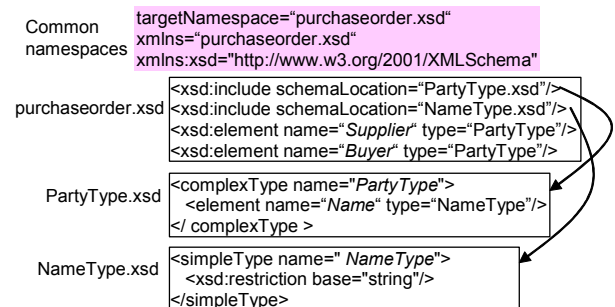 Common
namespaces
targetNamespace=“purchaseorder.xsd“
xmlns=“purchaseorder.xsd“
xmlns:xsd="http://www.w3.org/2001/XMLSchema"
purchaseorder.xsd
<xsd:include schemaLocation=“PartyType.xsd”/>
<xsd:include schemaLocation=“NameType.xsd”/>
<xsd:element name=“Supplier“ type=“PartyType”/>
<xsd:element name=“Buyer“ type=“PartyType”/>
PartyType.xsd
<complexType name="PartyType">
<element name=“Name“ type=“NameType”/>
</ complexType >
NameType.xsd
<simpleType name=" NameType">
<xsd:restriction base="string"/>
</simpleType>